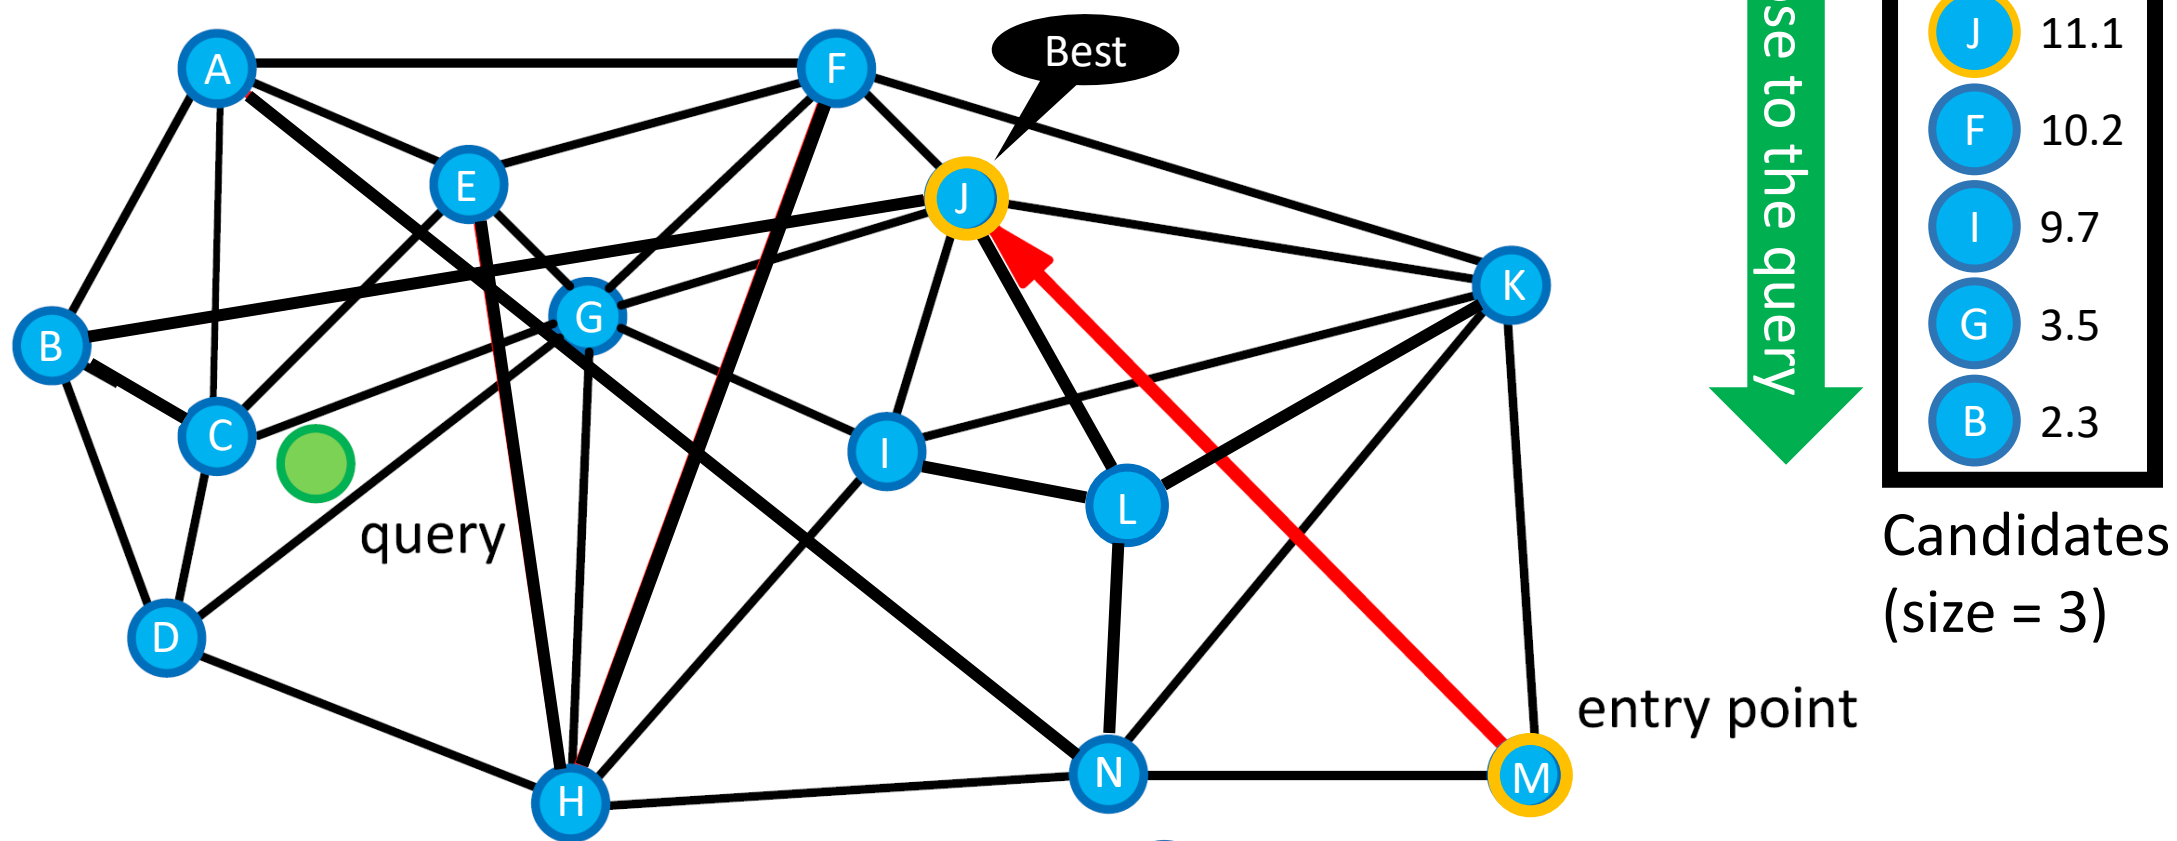 A
F
Best
E
J
K
G
B
C
query
I
L
D
entry point
H
N
M
to the query
J 11.1
F 10.2
I 9.7
G 3.5
B 2.3
Candidates
(size = 3)